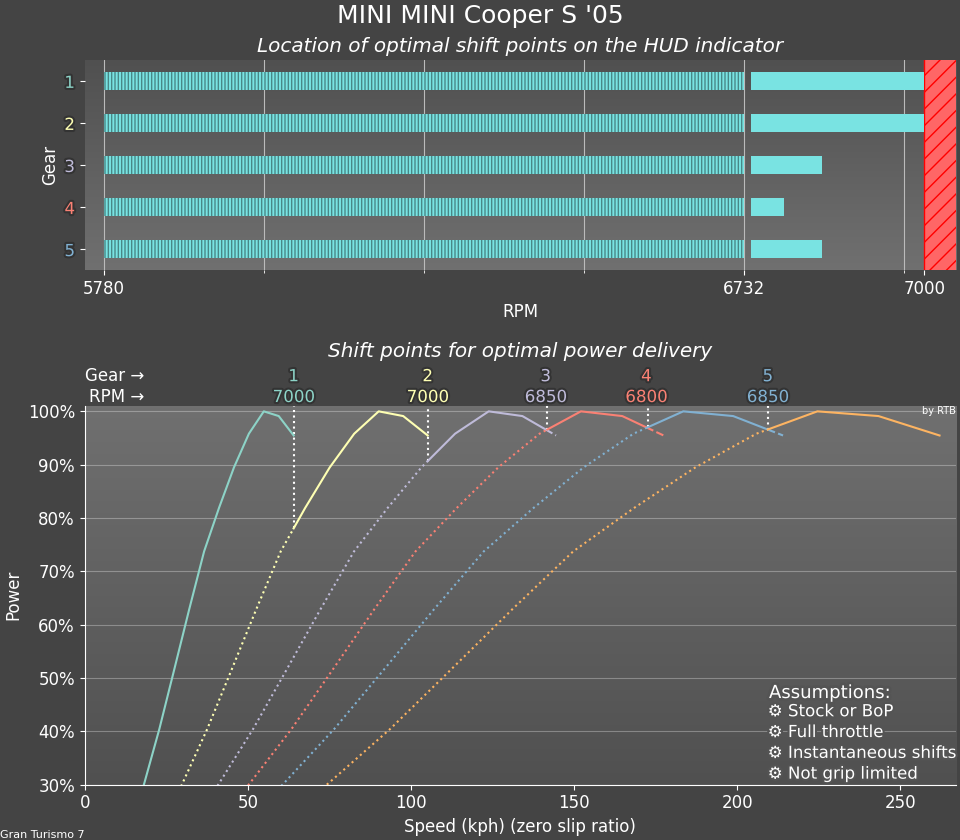 MINI MINI Cooper S '05
Location of optimal shift points on the HUD indicator
1
2
3
4
5
Gear
5780
6732
7000
RPM
Shift points for optimal power delivery
Gear → 1 2 3 4 5
RPM → 7000 7000 6850 6800 6850
by RTB
100%
90%
80%
70%
60%
50%
40%
30%
Power
Assumptions:
⚙ Stock or BoP
⚙ Full throttle
⚙ Instantaneous shifts
⚙ Not grip limited
0 50 100 150 200 250
Speed (kph) (zero slip ratio)
Gran Turismo 7